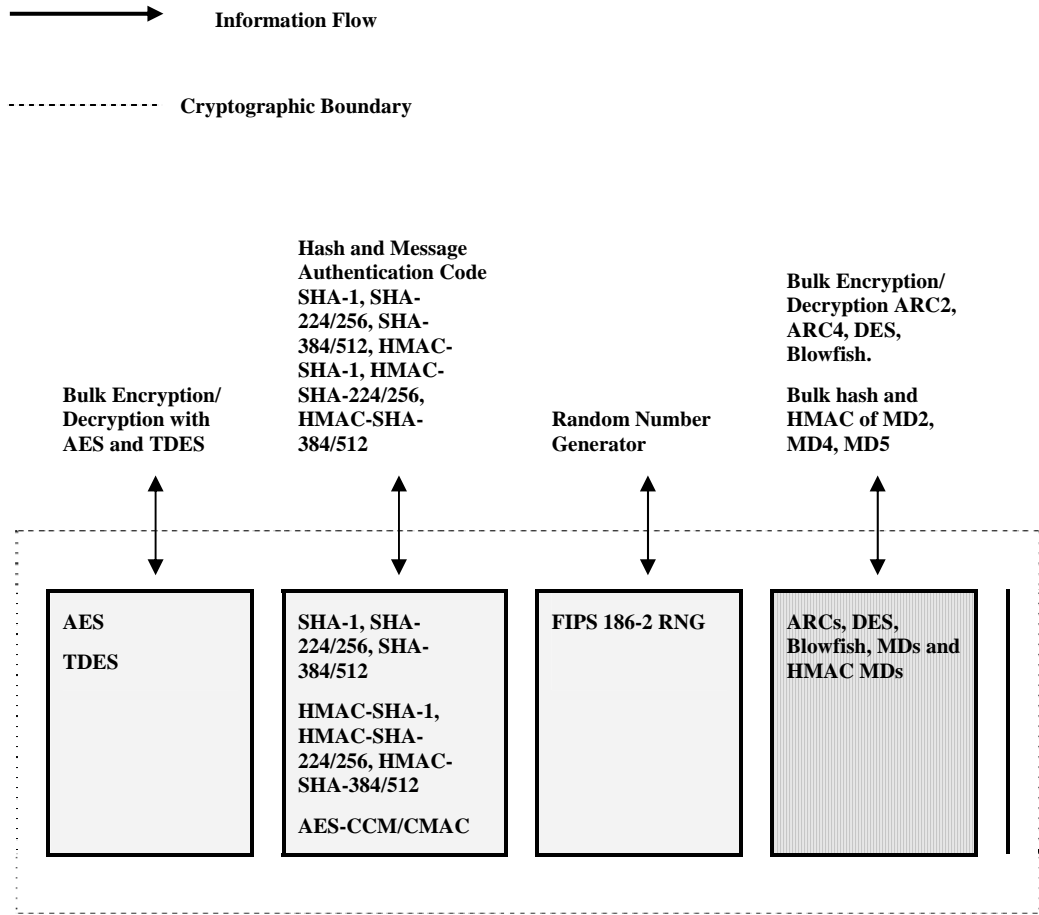 Information Flow
Cryptographic Boundary
Bulk Encryption/
Decryption with
AES and TDES
Hash and Message
Authentication Code
SHA-1, SHA-
224/256, SHA-
384/512, HMAC-
SHA-1, HMAC-
SHA-224/256,
HMAC-SHA-
384/512
Random Number
Generator
Bulk Encryption/
Decryption ARC2,
ARC4, DES,
Blowfish.
Bulk hash and
HMAC of MD2,
MD4, MD5
AES
TDES
SHA-1, SHA-
224/256, SHA-
384/512
HMAC-SHA-1,
HMAC-SHA-
224/256, HMAC-
SHA-384/512
AES-CCM/CMAC
FIPS 186-2 RNG
ARCs, DES,
Blowfish, MDs and
HMAC MDs